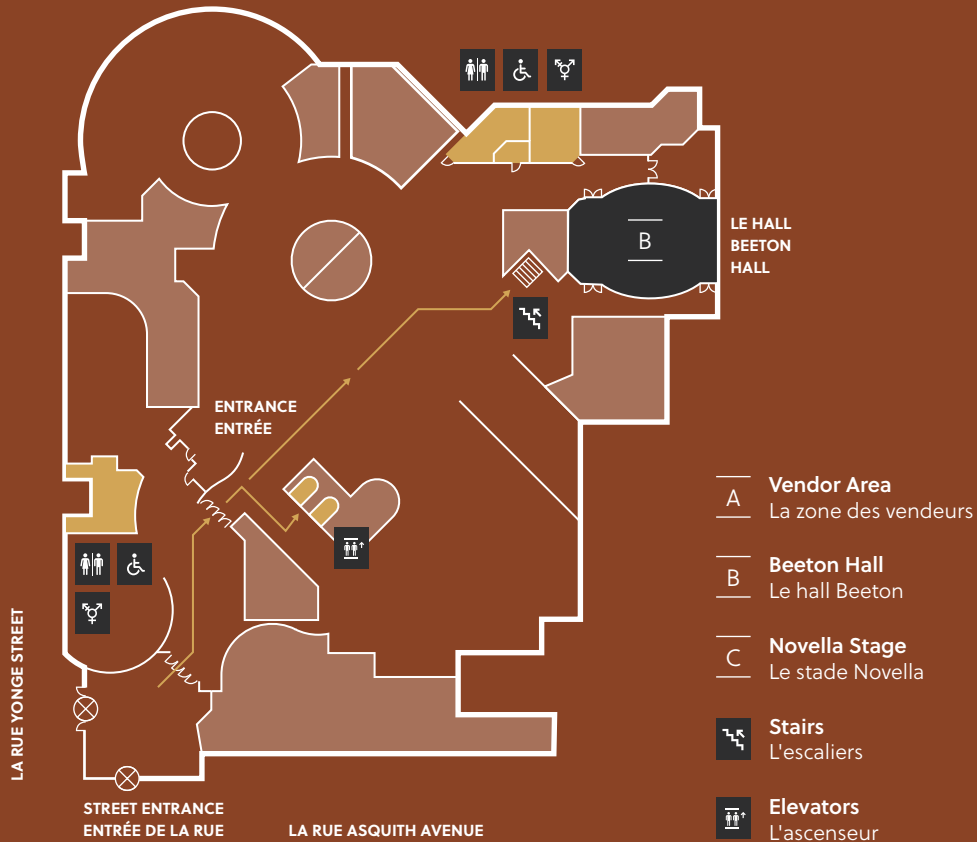 LE HALL
BEETON
HALL
B
ENTRANCE
ENTRÉE
A
Vendor Area
La zone des vendeurs
B
Beeton Hall
Le hall Beeton
C
Novella Stage
Le stade Novella
Stairs
L'escaliers
Elevators
L'ascenseur
LA RUE YONGE STREET
STREET ENTRANCE
ENTRÉE DE LA RUE
LA RUE ASQUITH AVENUE